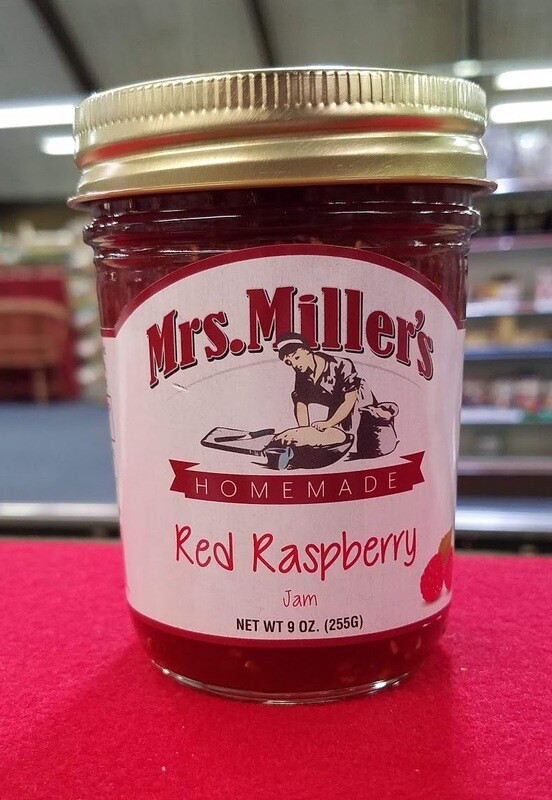 Mrs. Miller's
HOMEMADE
Red Raspberry
Jam
NET WT 9 OZ. (255G)